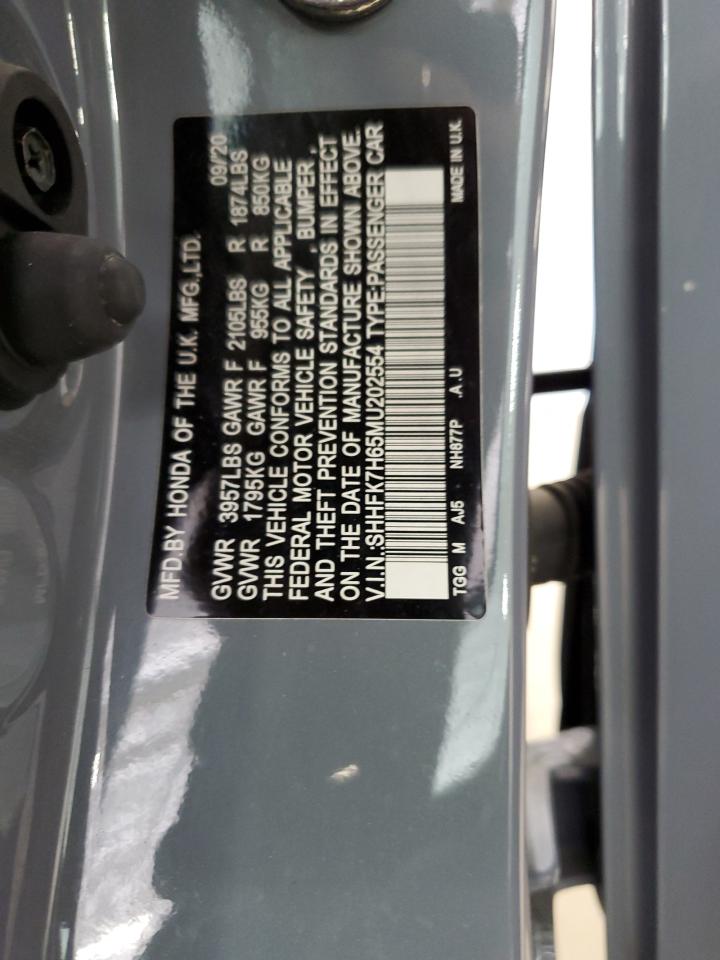 MFD.BY HONDA OF THE U.K. MFG.,LTD. 09/20
GVWR 3957LBS GAWR F 2105LBS R 1874LBS
GVWR 1795KG GAWR F 955KG R 850KG
THIS VEHICLE CONFORMS TO ALL APPLICABLE
FEDERAL MOTOR VEHICLE SAFETY , BUMPER ,
AND THEFT PREVENTION STANDARDS IN EFFECT
ON THE DATE OF MANUFACTURE SHOWN ABOVE.
V.I.N.:SHHFK7H65MU202554 TYPE:PASSENGER CAR
TGG M AJ5 NH877P .A.U MADE IN U.K.